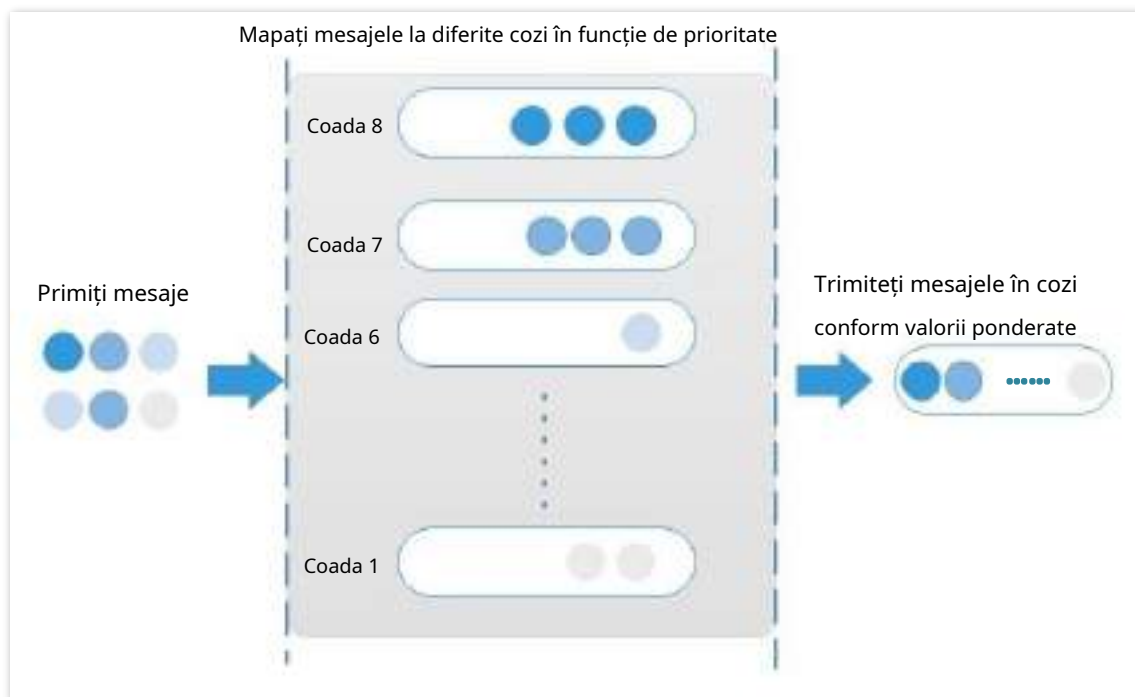 Mapați mesajele la diferite cozi în funcție de prioritate
Coada 8
Coada 7
Primiți mesaje
Trimiteți mesajele în cozi
conform valorii ponderate
Coada 6
Coada 1